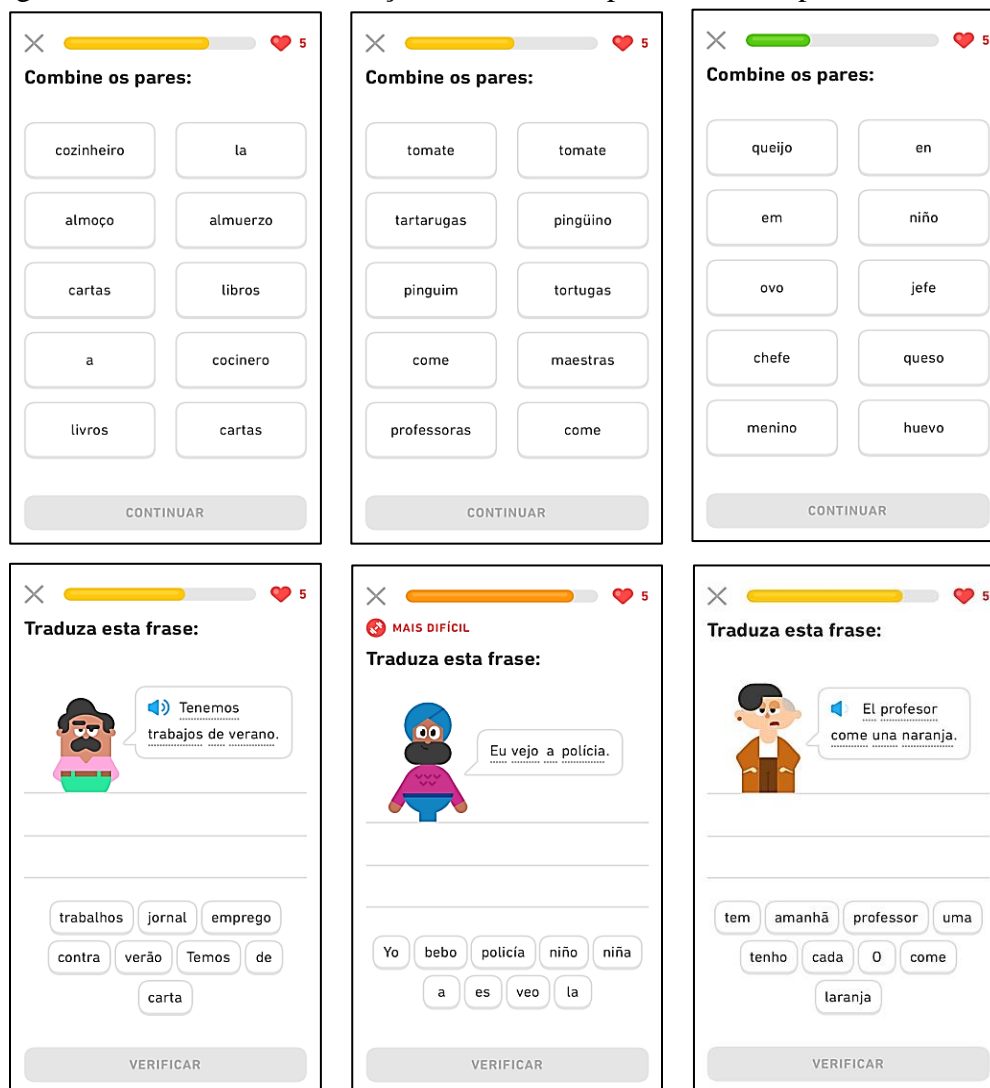 5
Combine os pares:
cozinheiro la
almoço almuerzo
cartas libros
a cocinero
livros cartas
CONTINUAR
5
Combine os pares:
tomate tomate
tartarugas pingüino
pinguim tortugas
come maestras
professoras come
CONTINUAR
5
Combine os pares:
queijo en
em niño
ovo jefe
chefe queso
menino huevo
CONTINUAR
5
Traduza esta frase:
Tenemos
trabajos de verano.
trabalhos jornal emprego
contra verão Temos de
carta
VERIFICAR
5
MAIS DIFÍCIL
Traduza esta frase:
Eu vejo a polícia.
Yo bebo policía niño niña
a es veo la
VERIFICAR
5
Traduza esta frase:
El profesor
come una naranja.
tem amanhã professor uma
tenho cada O come
laranja
VERIFICAR